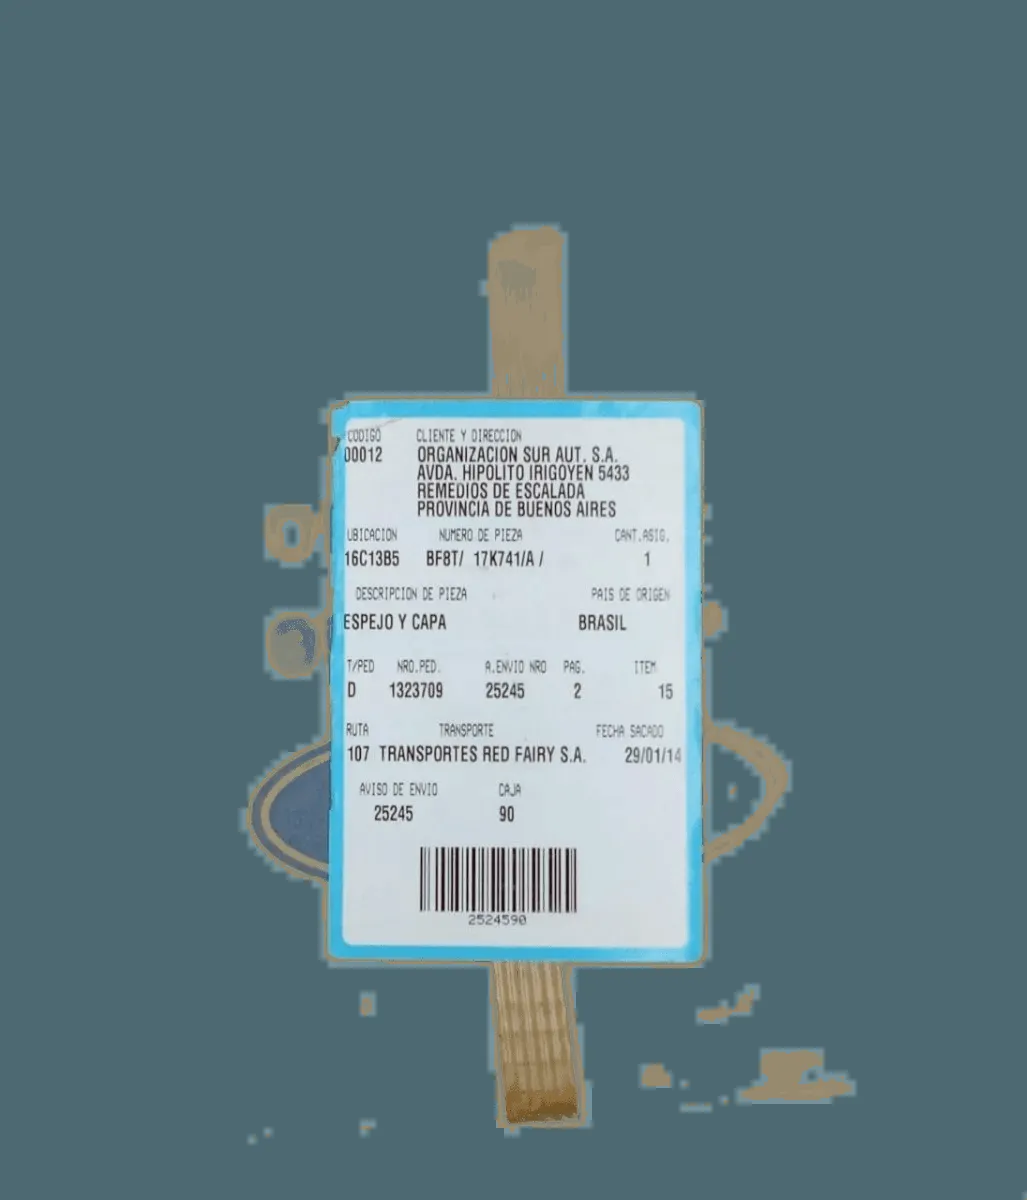 CODIGO CLIENTE Y DIRECCION
00012 ORGANIZACION SUR AUT. S.A.
AVDA. HIPOLITO IRIGOYEN 5433
REMEDIOS DE ESCALADA
PROVINCIA DE BUENOS AIRES
UBICACION NUMERO DE PIEZA CANT.ASIG.
16C13B5 BF8T/ 17K741/A / 1
DESCRIPCION DE PIEZA PAIS DE ORIGEN
ESPEJO Y CAPA BRASIL
T/PED NRO.PED. A.ENVIO NRO PAG. ITEM
D 1323709 25245 2 15
RUTA TRANSPORTE FECHA SACADO
107 TRANSPORTES RED FAIRY S.A. 29/01/14
AVISO DE ENVIO CAJA
25245 90
2524590